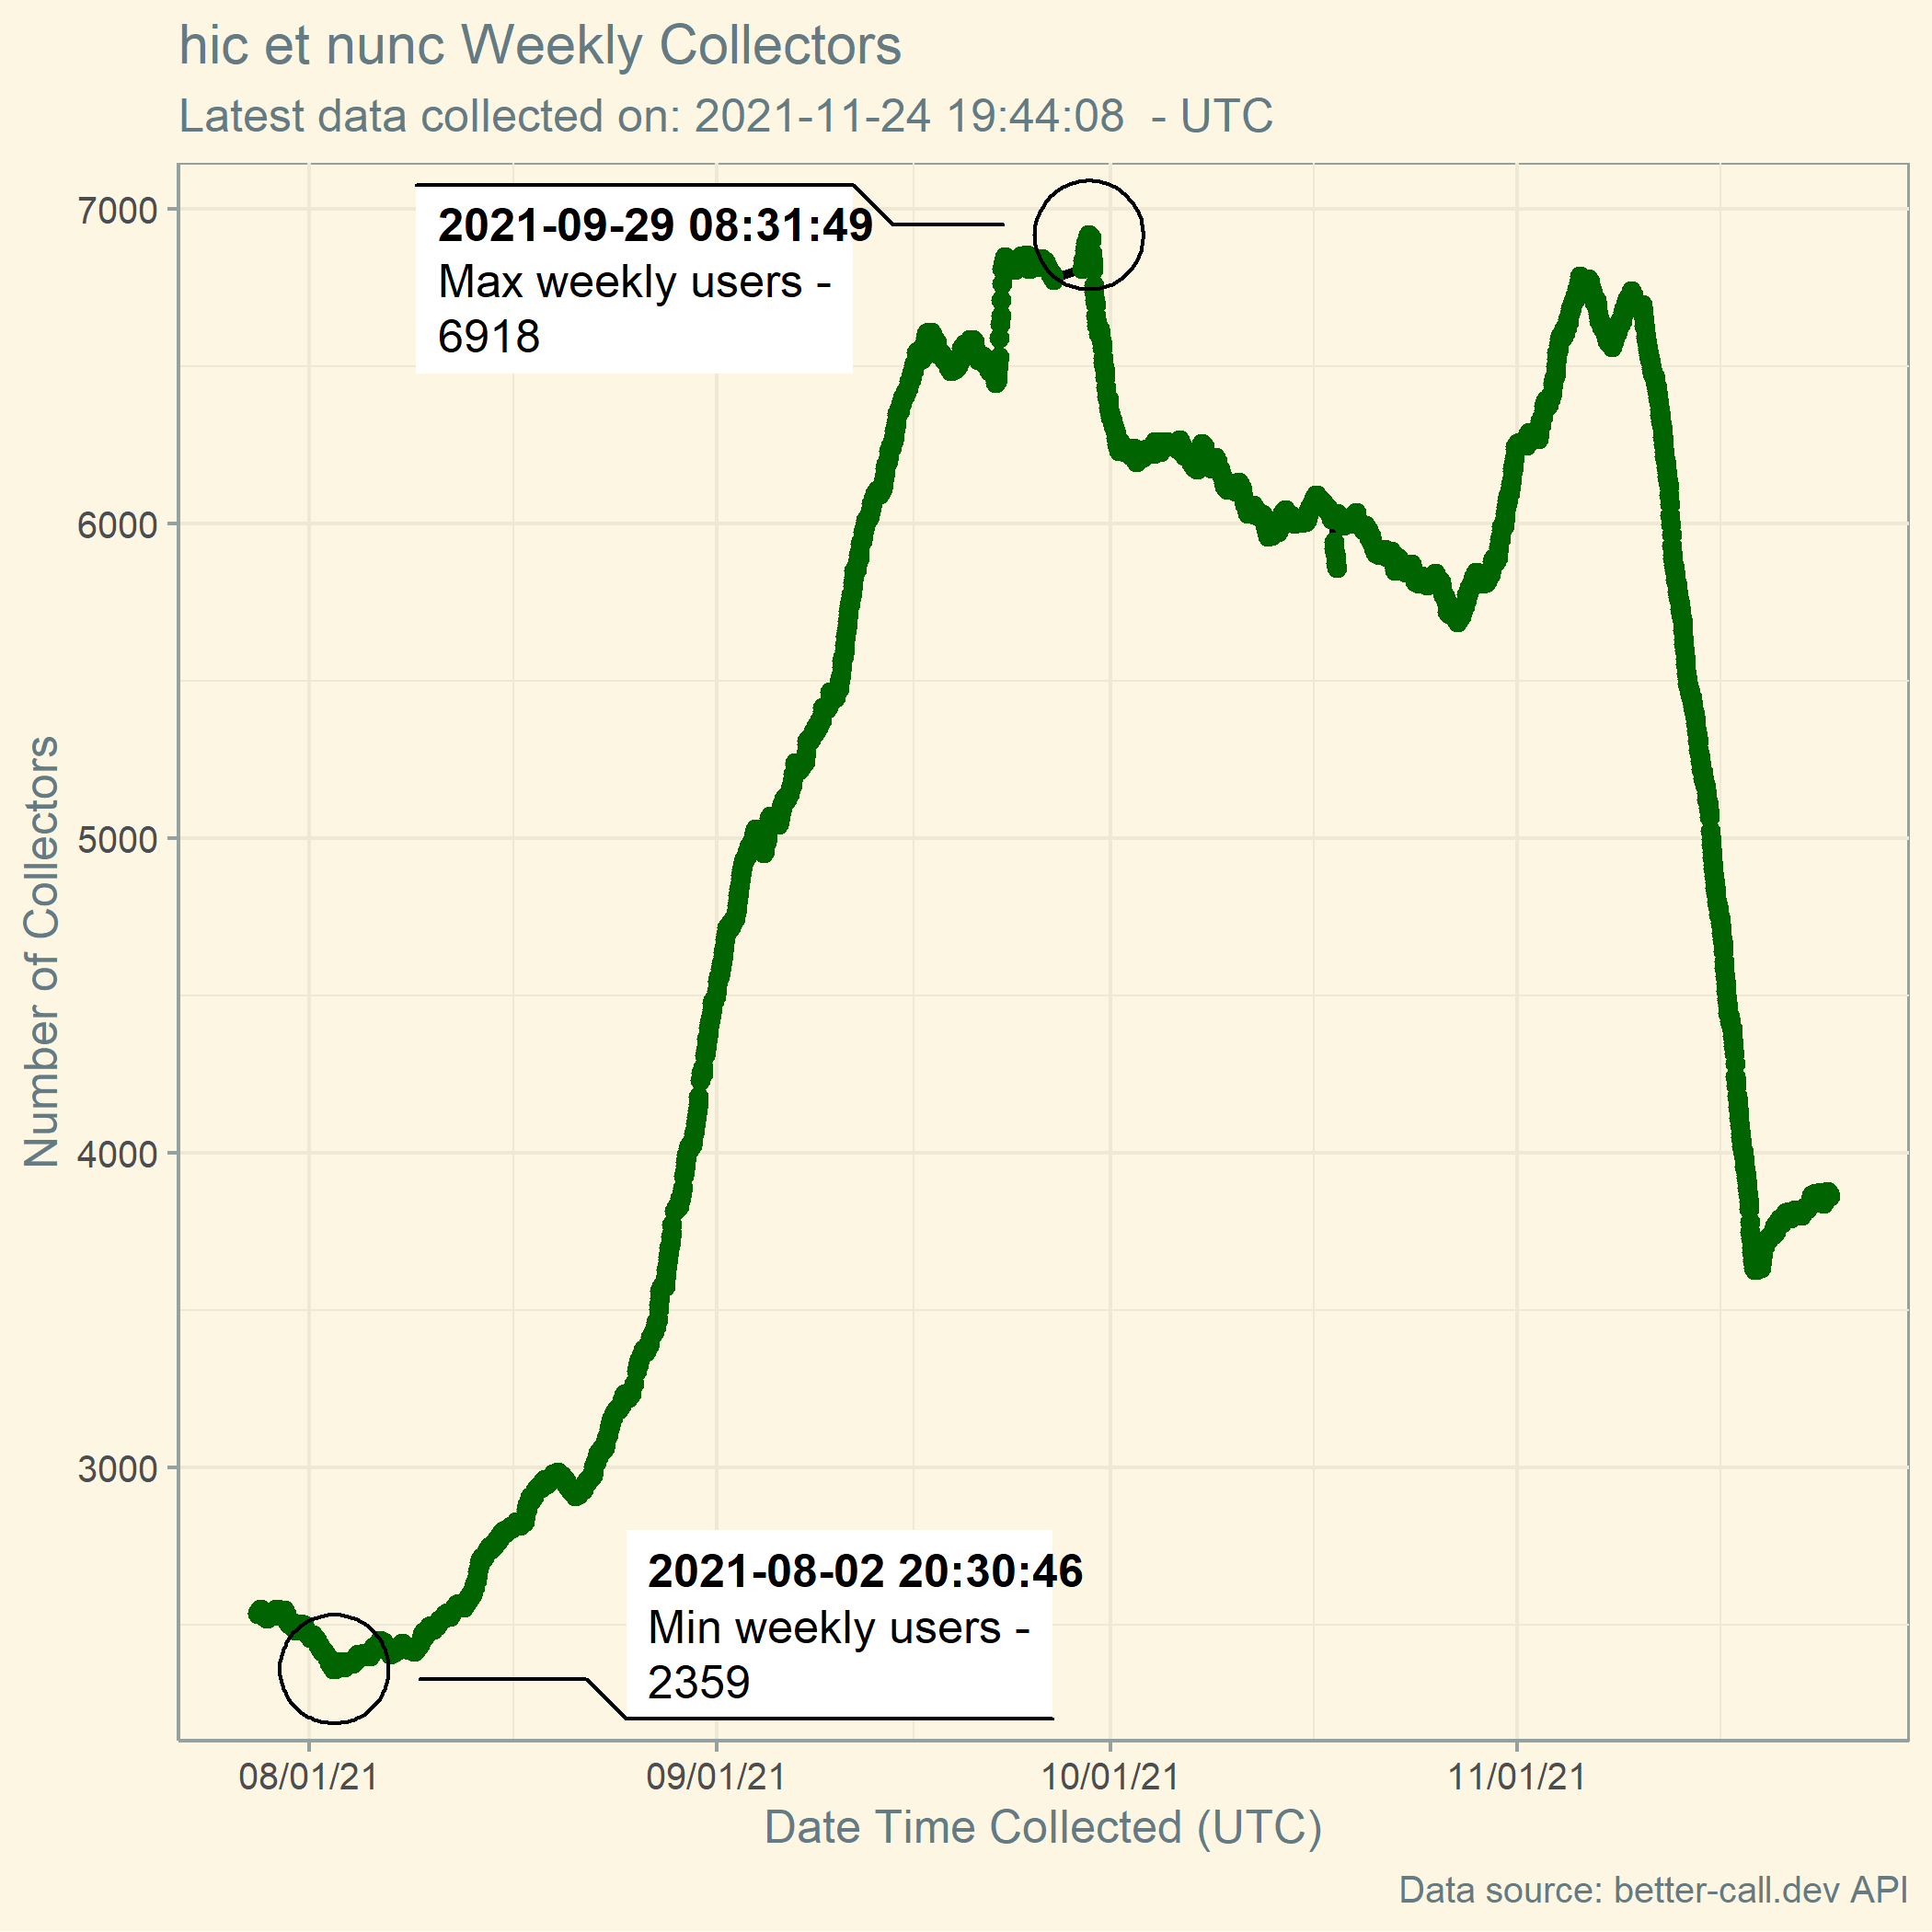 hic et nunc Weekly Collectors
Latest data collected on: 2021-11-24 19:44:08  - UTC
2021-09-29 08:31:49
Max weekly users -
6918
7000
6000
5000
4000
3000
Number of Collectors
2021-08-02 20:30:46
Min weekly users -
2359
08/01/21 09/01/21 10/01/21 11/01/21
Date Time Collected (UTC)
Data source: better-call.dev API